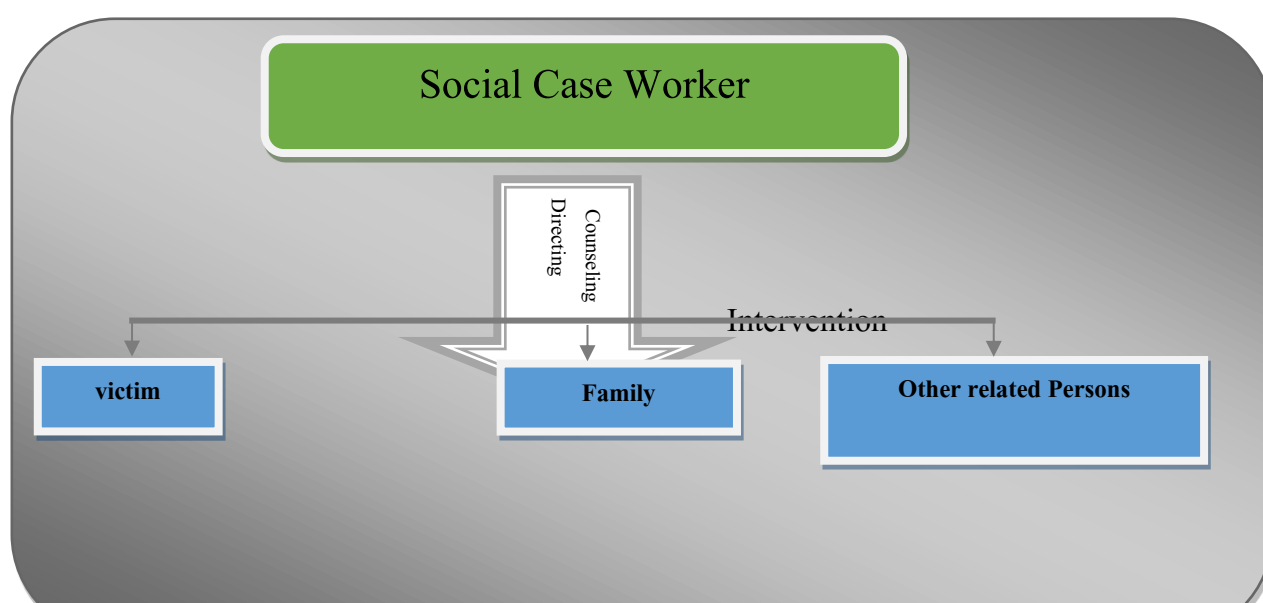 Social Case Worker
Counseling
Directing
Intervention
victim
Family
Other related Persons